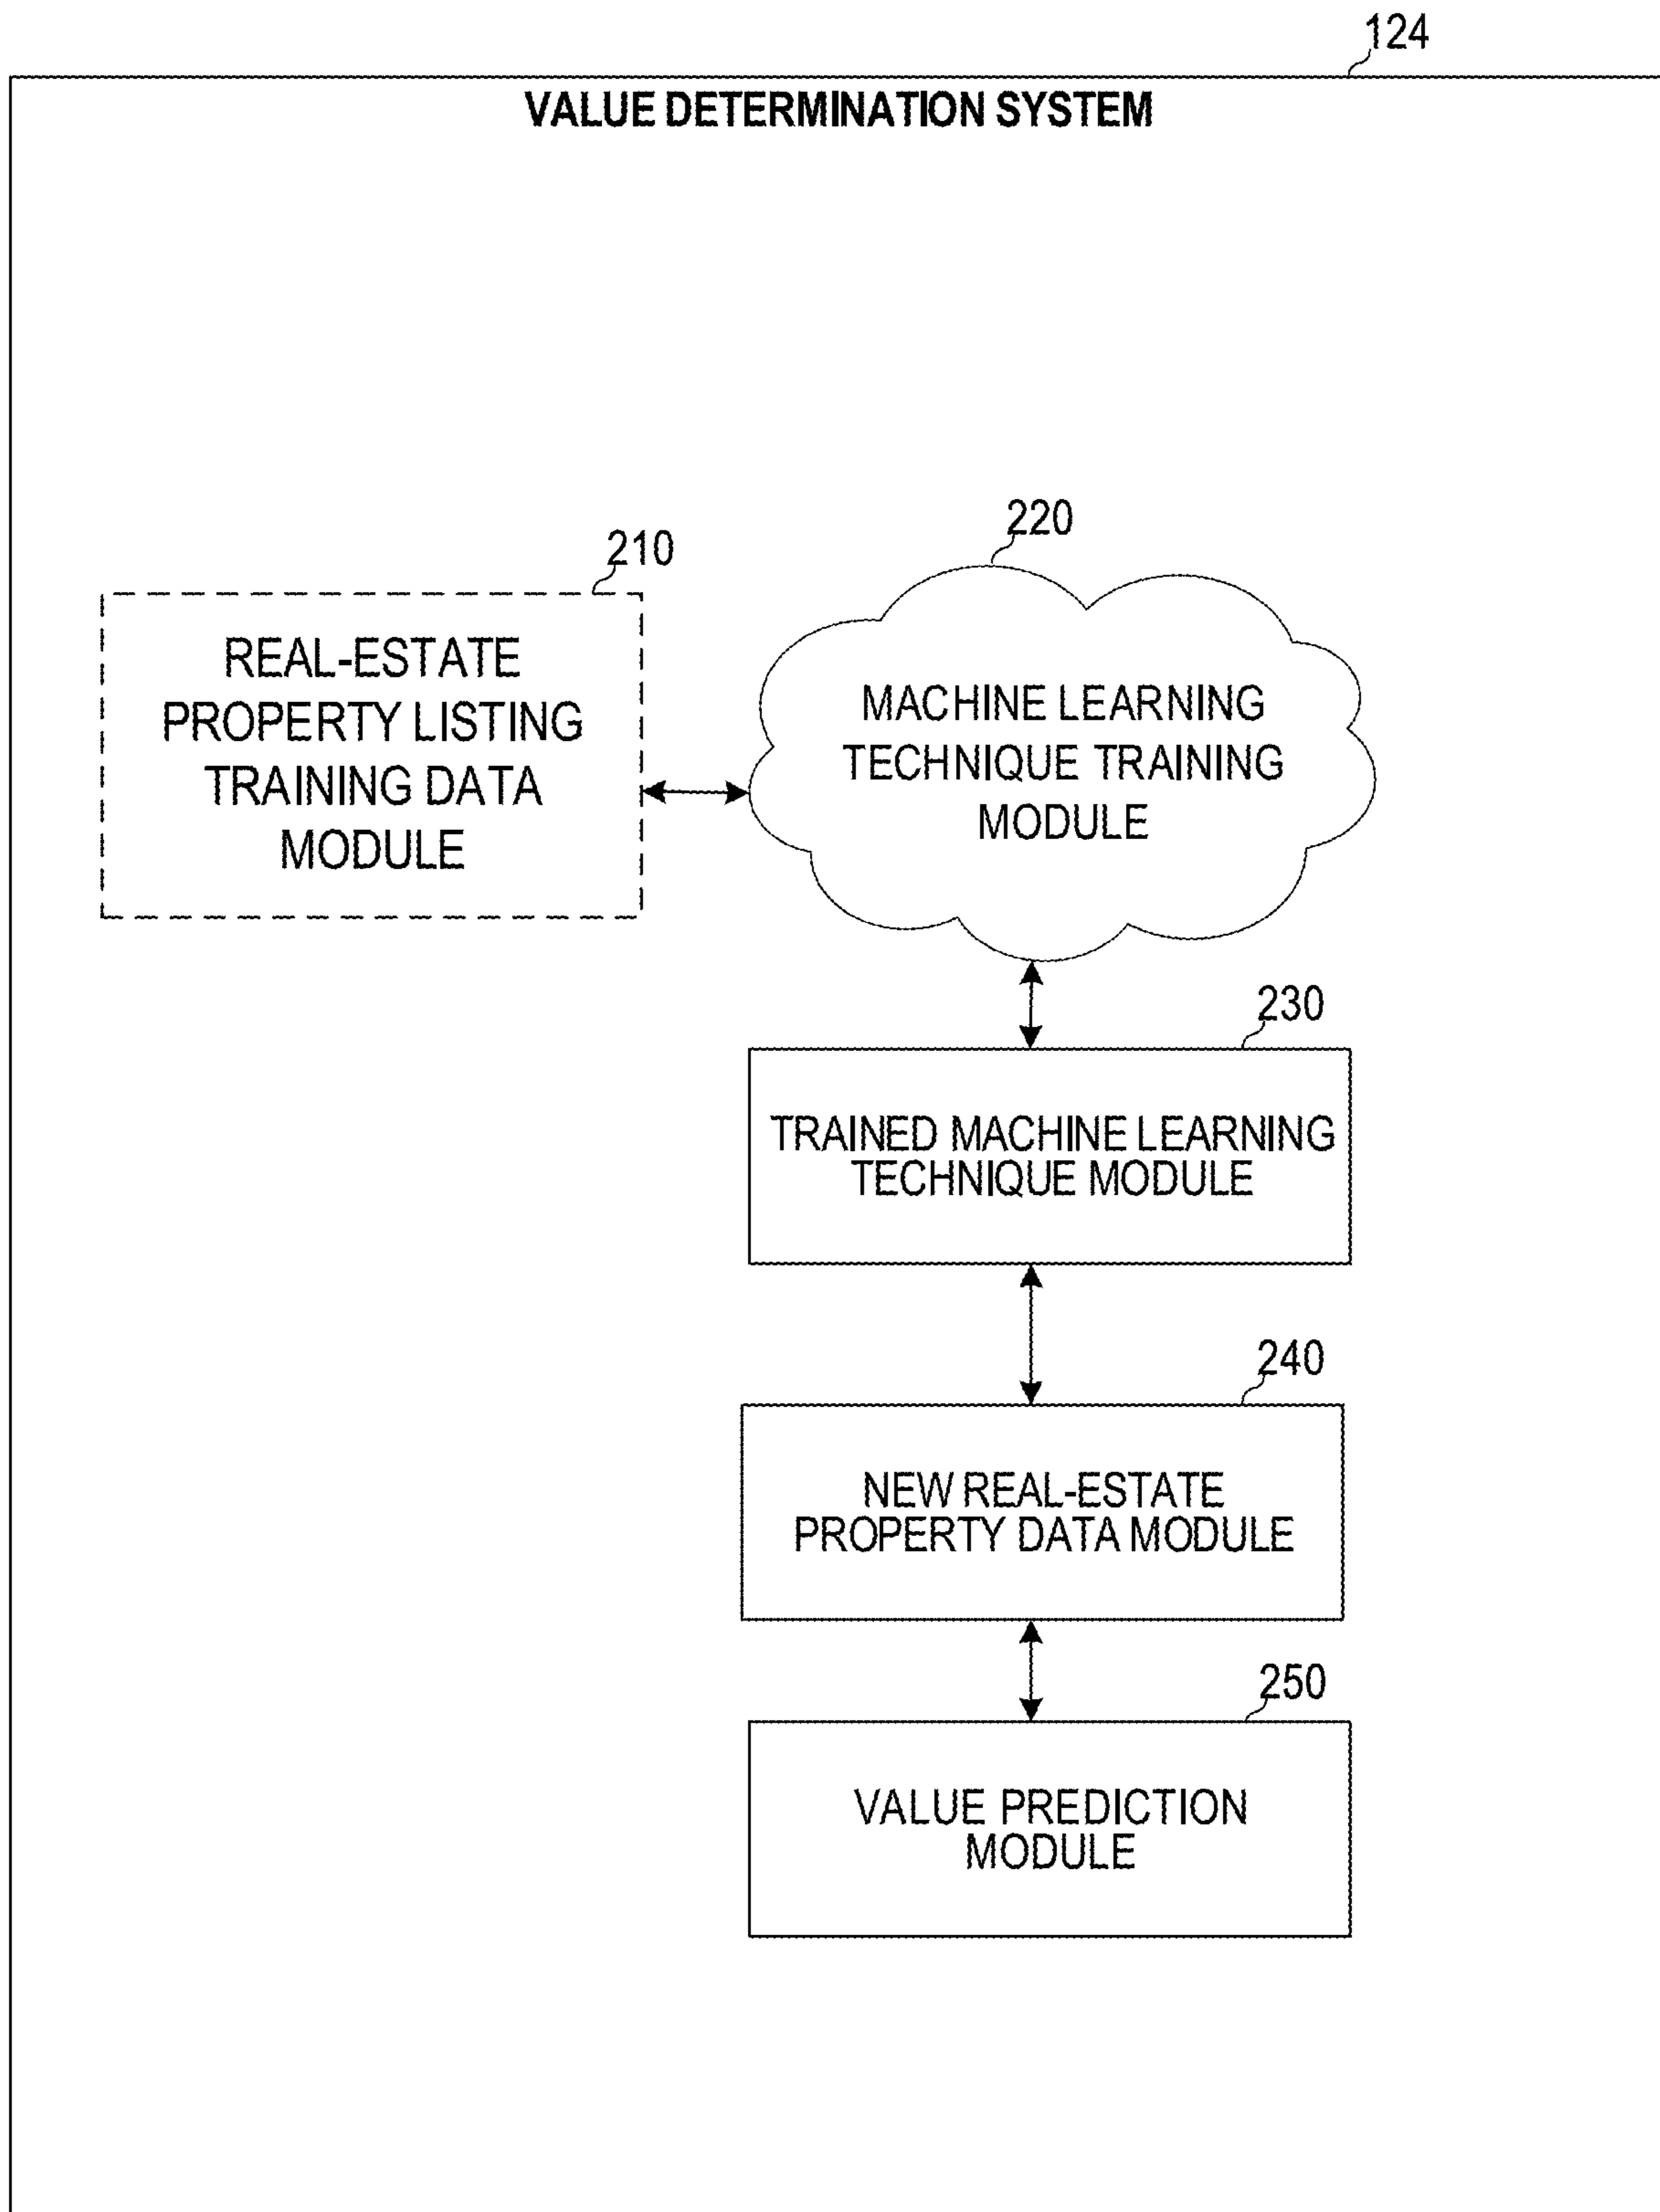 124
VALUE DETERMINATION SYSTEM
210
REAL-ESTATE
PROPERTY LISTING
TRAINING DATA
MODULE
220
MACHINE LEARNING
TECHNIQUE TRAINING
MODULE
230
TRAINED MACHINE LEARNING
TECHNIQUE MODULE
240
NEW REAL-ESTATE
PROPERTY DATA MODULE
250
VALUE PREDICTION
MODULE